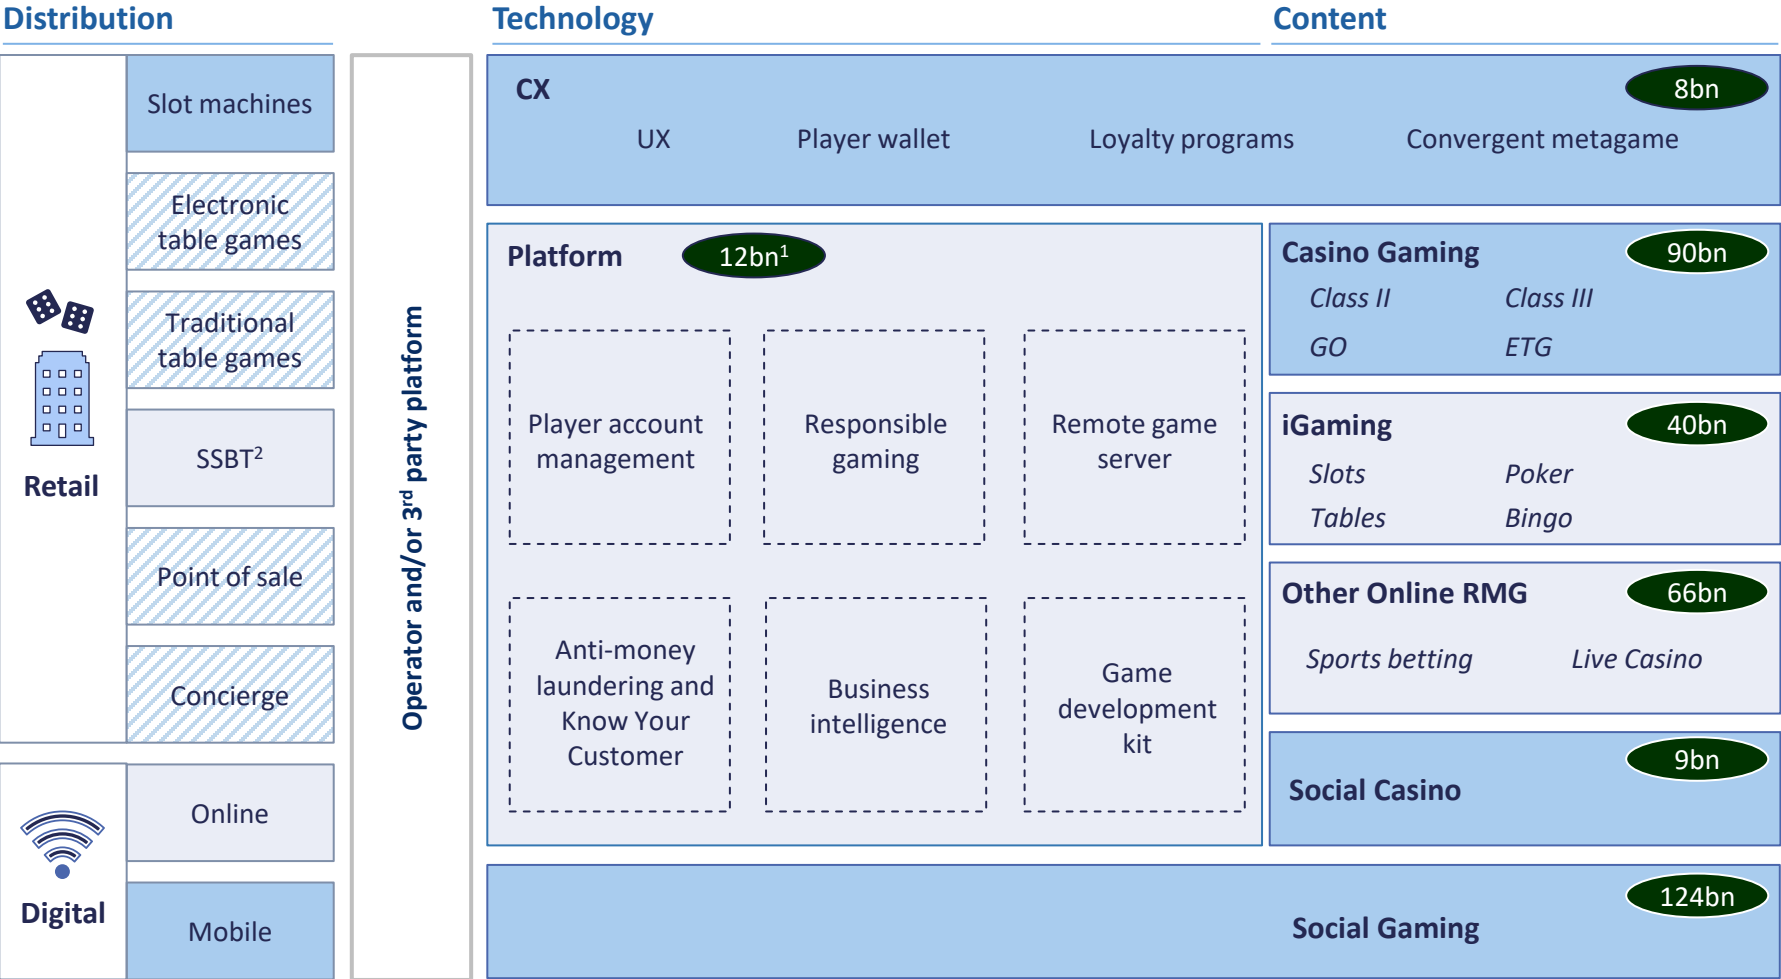 Distribution
Technology
Content
Slot machines
Electronic
table games
Traditional
table games
SSBT²
Point of sale
Concierge
Retail
Online
Mobile
Digital
Operator and/or 3rd party platform
CX
8bn
UX
Player wallet
Loyalty programs
Convergent metagame
Platform
12bn¹
Player account
management
Responsible
gaming
Remote game
server
Anti-money
laundering and
Know Your
Customer
Business
intelligence
Game
development
kit
Casino Gaming
90bn
Class II
Class III
GO
ETG
iGaming
40bn
Slots
Poker
Tables
Bingo
Other Online RMG
66bn
Sports betting
Live Casino
9bn
Social Casino
124bn
Social Gaming